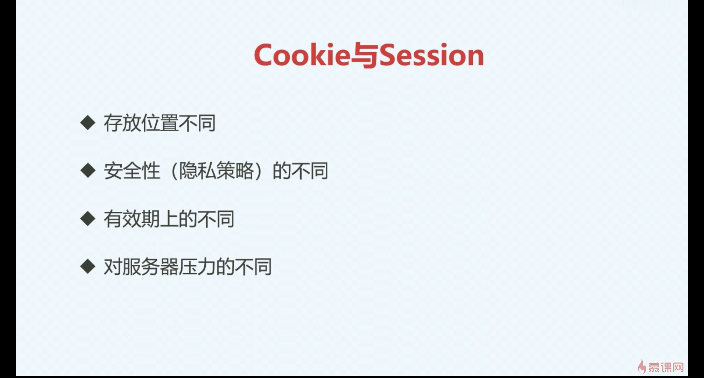 Cookie与Session
◆ 存放位置不同
◆ 安全性（隐私策略）的不同
◆ 有效期上的不同
◆ 对服务器压力的不同
慕课网